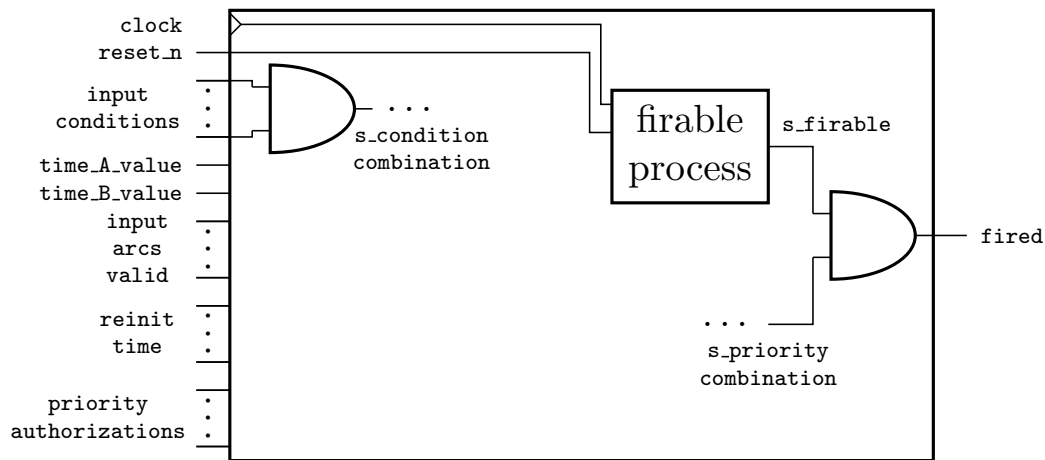 clock
reset_n
input
conditions
time_A_value
time_B_value
input
arcs
valid
reinit
time
priority
authorizations
s_condition
combination
firable
process
s_firable
s_priority
combination
fired